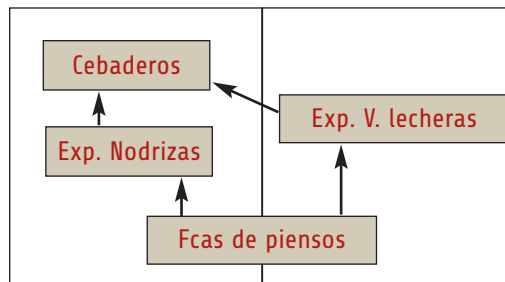 Cebaderos
Exp. V. lecheras
Exp. Nodrizas
Fcas de piensos